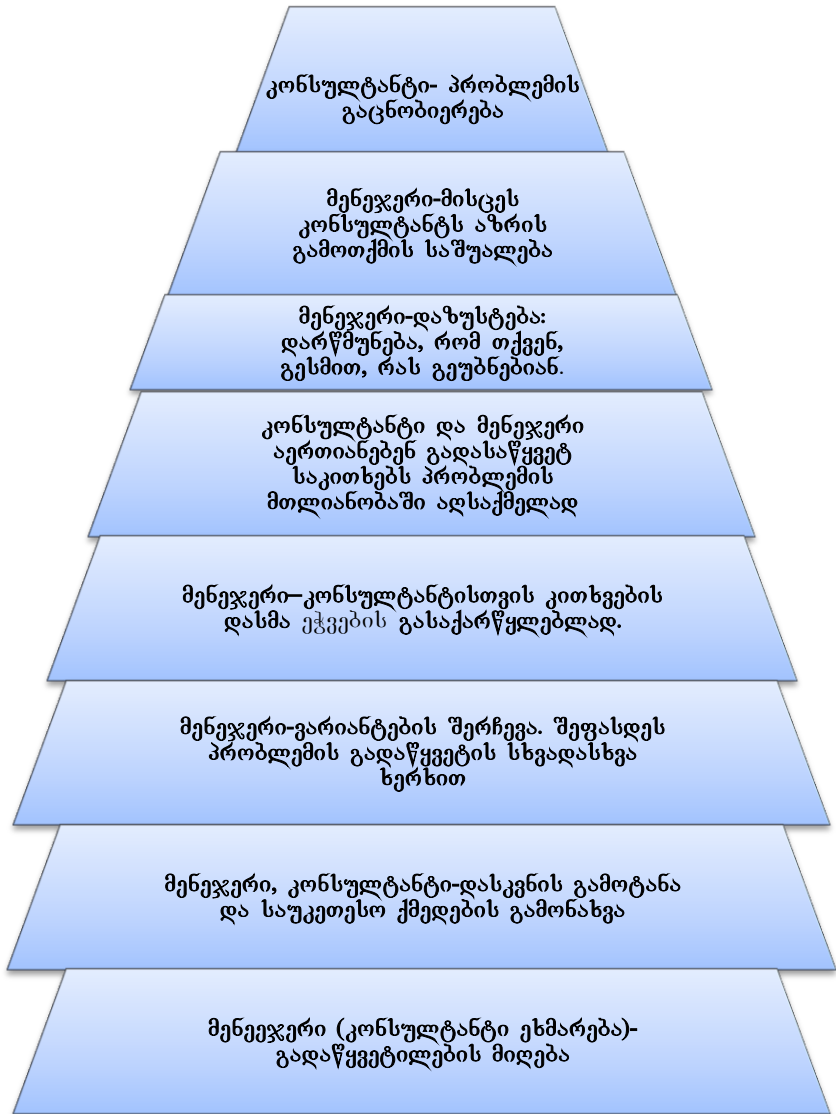 კონსულტანტი- პრობლემის
გაცნობიერება
მენეჯერი-მისცეს
კონსულტანტს აზრის
გამოთქმის საშუალება
მენეჯერი-დაზუსტება:
დარწმუნება, რომ თქვენ,
გესმით, რას გეუბნებიან.
კონსულტანტი და მენეჯერი
აერთიანებენ გადასაწყვეტ
საკითხებს პრობლემის
მთლიანობაში აღსაქმელად
მენეჯერი–კონსულტანტისთვის კითხვების
დასმა ეჭვების გასაქარწყლებლად.
მენეჯერი-ვარიანტების შერჩევა. შეფასდეს
პრობლემის გადაწყვეტის სხვადასხვა
ხერხით
მენეჯერი, კონსულტანტი-დასკვნის გამოტანა
და საუკეთესო ქმედების გამონახვა
მენეეჯერი (კონსულტანტი ეხმარება)-
გადაწყვეტილების მიღება